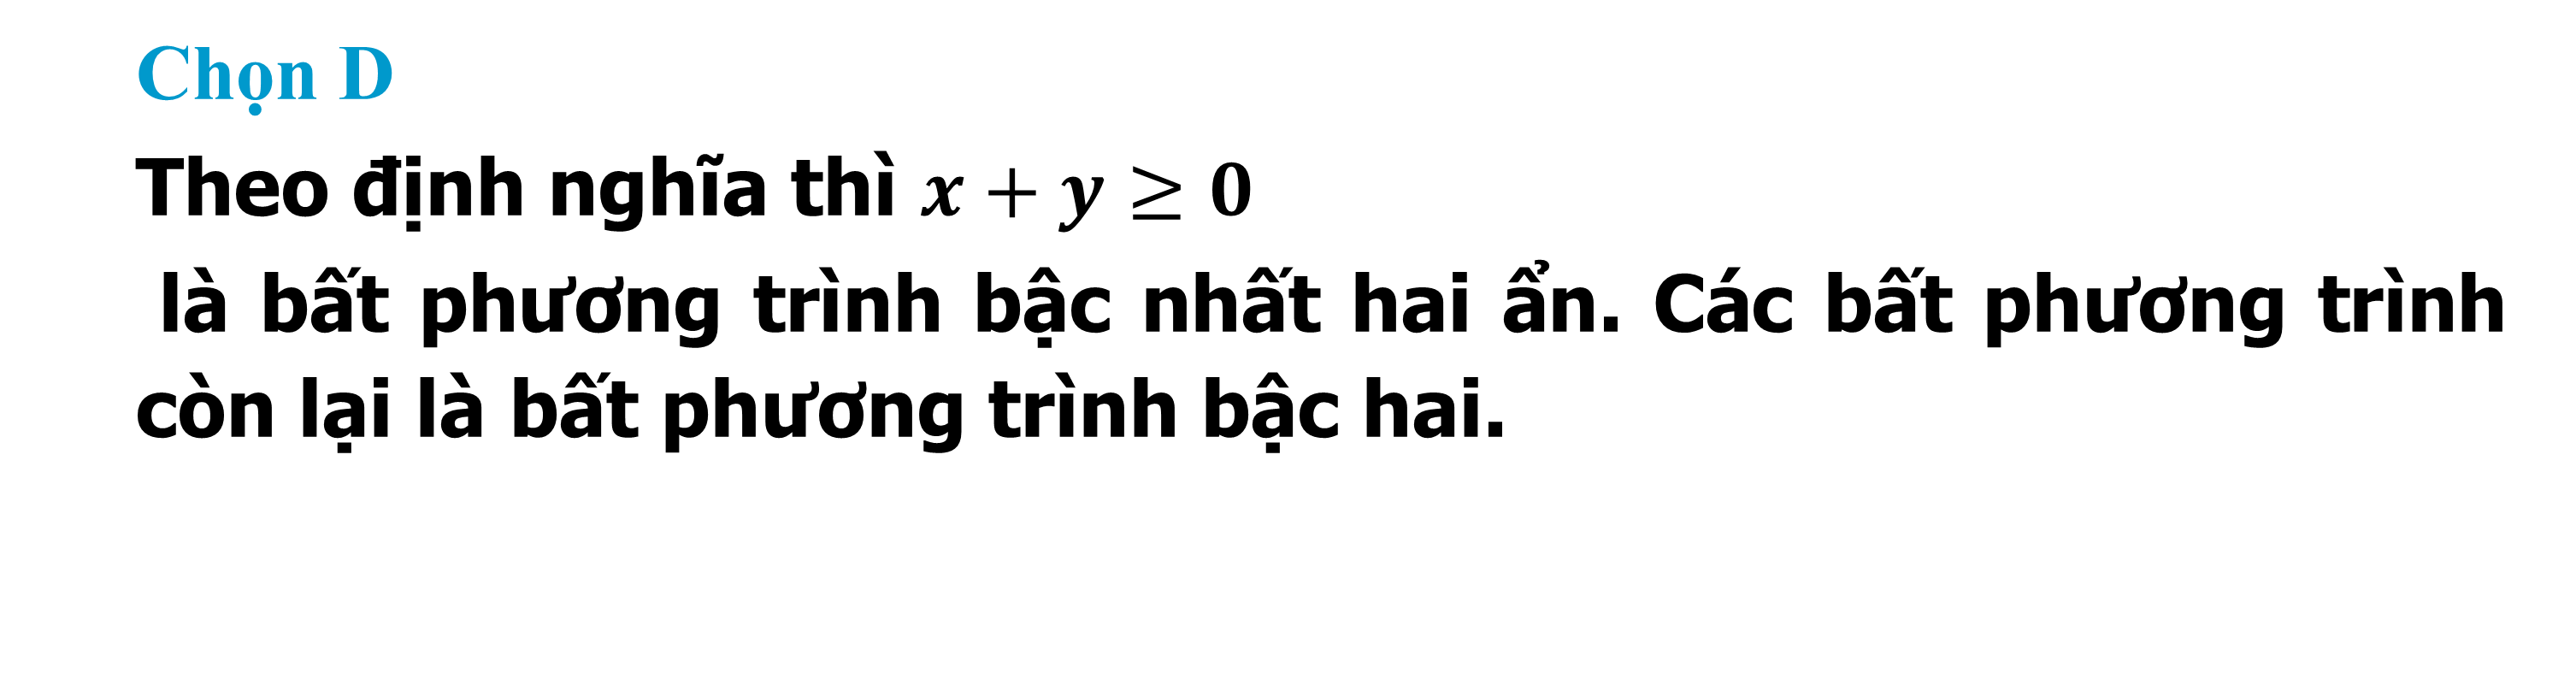 Chọn D
Theo định nghĩa thì x + y ≥ 0
là bất phương trình bậc nhất hai ẩn. Các bất phương trình
còn lại là bất phương trình bậc hai.